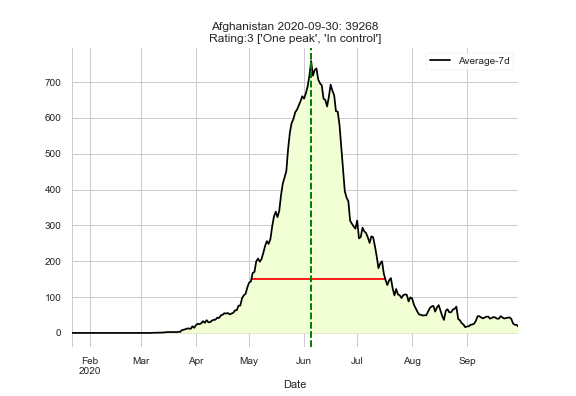 Afghanistan 2020-09-30: 39268
Rating:3 ['One peak', 'In control']
Average-7d
700
600
500
400
300
200
100
0
Feb Mar Apr May Jun Jul Aug Sep
2020
Date